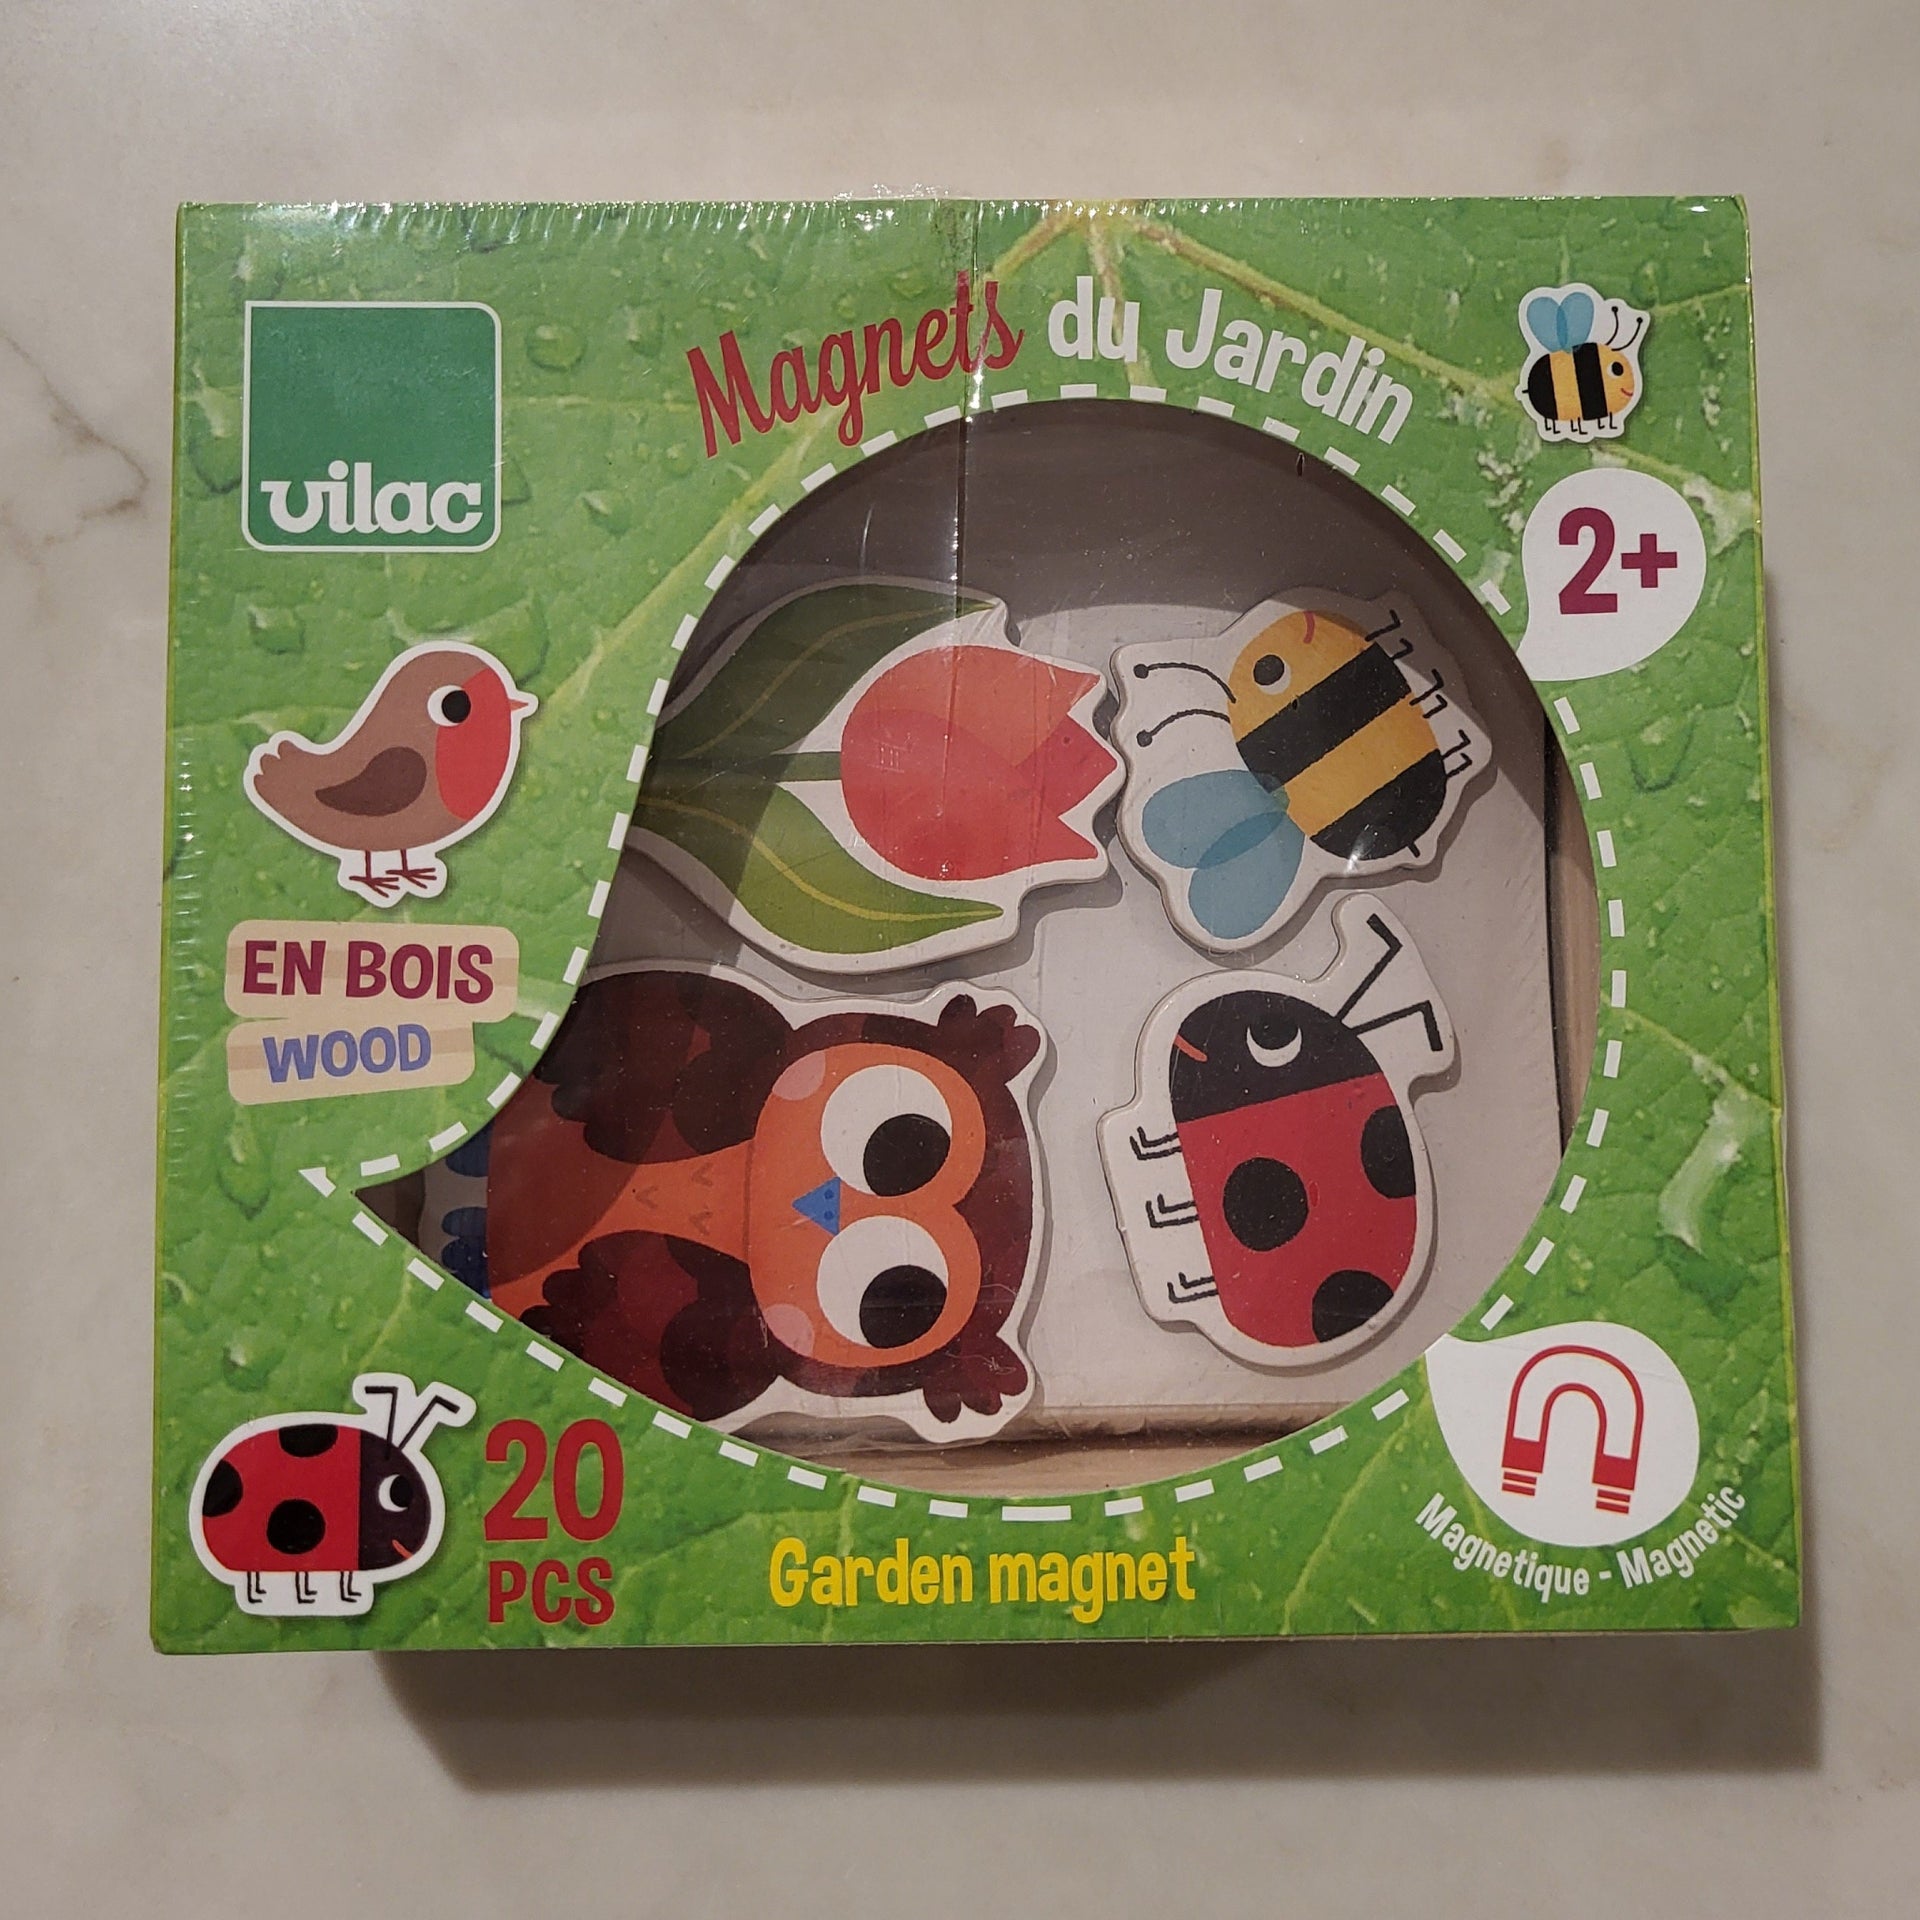 Magnets du Jardin
vilac
2+
EN BOIS
WOOD
20
PCS
Garden magnet
Magnetique - Magnetic